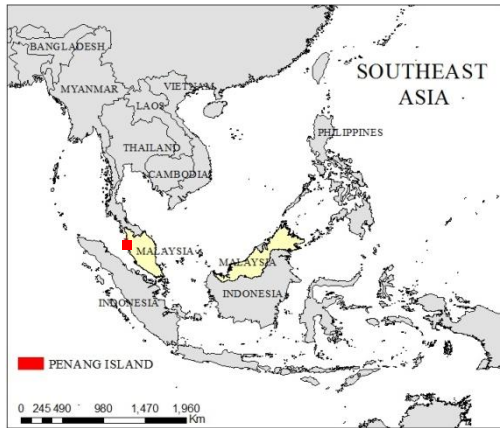 BANGLADESH
MYANMAR
VIETNAM
LAOS
THAILAND
CAMBODIA
SOUTHEAST
ASIA
PHILIPPINES
MALAYSIA
MALAYSIA
INDONESIA
INDONESIA
PENANG ISLAND
0 245 490 980 1,470 1,960
Km